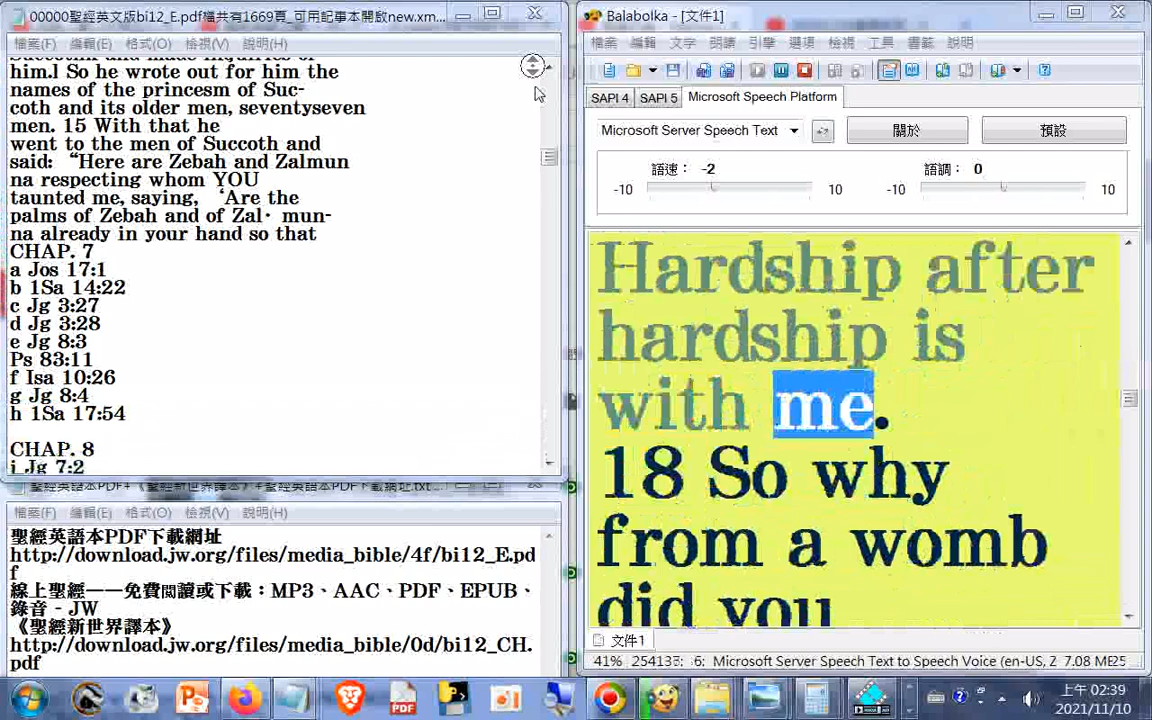 00000聖經英文版bi12_E.pdf檔共有1669頁_可用記事本開啟new.xm...
檔案(F) 編輯(E) 格式(O) 檢視(V) 說明(H)
him.l So he wrote out for him the
names of the princesm of Suc-
coth and its older men, seventyseven
men. 15 With that he
went to the men of Succoth and
said: “Here are Zebah and Zalmun
na respecting whom YOU
taunted me, saying, ‘Are the
palms of Zebah and of Zal· mun-
na already in your hand so that
CHAP. 7
a Jos 17:1
b 1Sa 14:22
c Jg 3:27
d Jg 3:28
e Jg 8:3
Ps 83:11
f Isa 10:26
g Jg 8:4
h 1Sa 17:54
CHAP. 8
i Jg 7:2
檔案(F) 編輯(E) 格式(O) 檢視(V) 說明(H)
聖經英語本PDF下載網址
http://download.jw.org/files/media_bible/4f/bi12_E.pd
f
線上聖經——免費閱讀或下載：MP3、AAC、PDF、EPUB、
錄音 - JW
《聖經新世界譯本》
http://download.jw.org/files/media_bible/0d/bi12_CH.
pdf
Balabolka - [文件1]
檔案 編輯 文字 朗讀 引擎 選項 檢視 工具 書籤 說明
SAPI 4 SAPI 5 Microsoft Speech Platform
Microsoft Server Speech Text 關於 預設
語速： -2 語調： 0
-10 10 -10 10
Hardship after
hardship is
with me.
18 So why
from a womb
did you
文件1
41% Microsoft Server Speech Text to Speech Voice (en-US, Z 7.08 ME
上午 02:39
2021/11/10